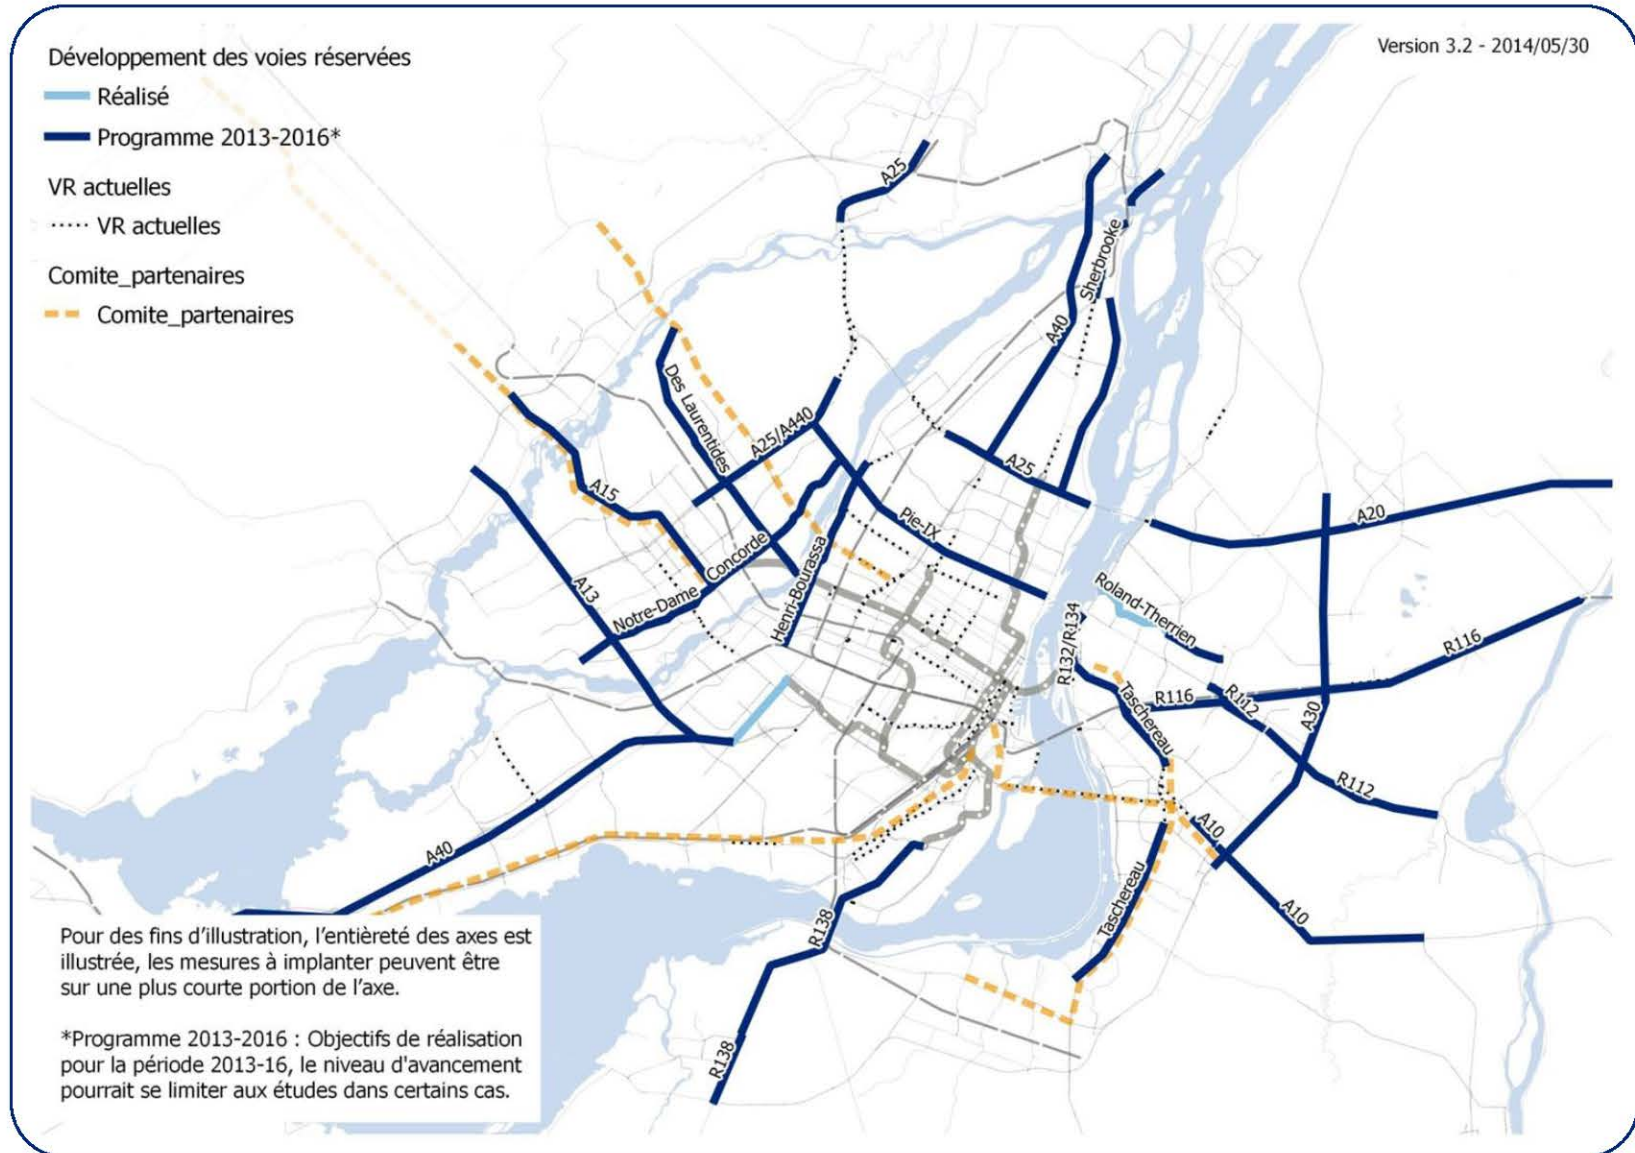 Développement des voies réservées
Réalisé
Programme 2013-2016*
VR actuelles
VR actuelles
Comite_partenaires
Comite_partenaires
Version 3.2 - 2014/05/30
A25
Sherbrooke
A40
Des Laurentides
A25/A440
A25
A15
Pie-IX
A20
Concorde
Henri-Bourassa
A13
Notre-Dame
Roland-Therrien
R132/R134
R116
Taschereau
R116
R112
A30
R112
A10
A40
Taschereau
A10
R138
R138
Pour des fins d'illustration, l'entièreté des axes est
illustrée, les mesures à implanter peuvent être
sur une plus courte portion de l'axe.
*Programme 2013-2016 : Objectifs de réalisation
pour la période 2013-16, le niveau d'avancement
pourrait se limiter aux études dans certains cas.